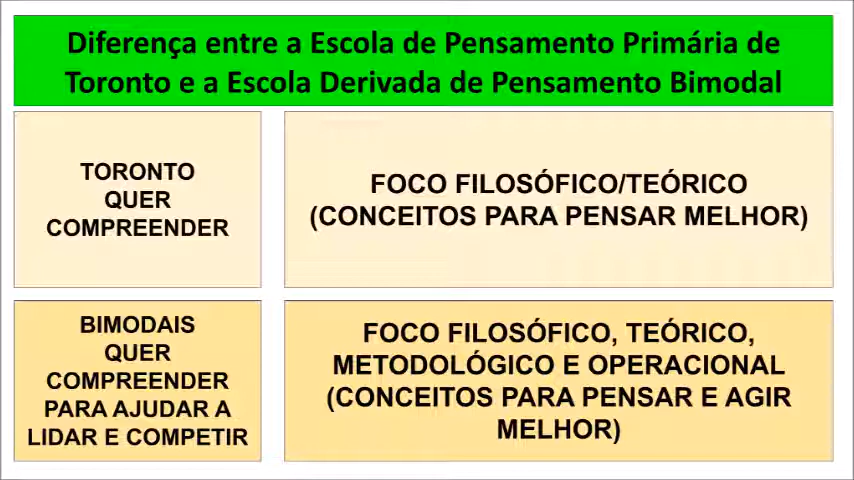 Diferença entre a Escola de Pensamento Primária de
Toronto e a Escola Derivada de Pensamento Bimodal
TORONTO
QUER
COMPREENDER
FOCO FILOSÓFICO/TEÓRICO
(CONCEITOS PARA PENSAR MELHOR)
BIMODAIS
QUER
COMPREENDER
PARA AJUDAR A
LIDAR E COMPETIR
FOCO FILOSÓFICO, TEÓRICO,
METODOLÓGICO E OPERACIONAL
(CONCEITOS PARA PENSAR E AGIR
MELHOR)